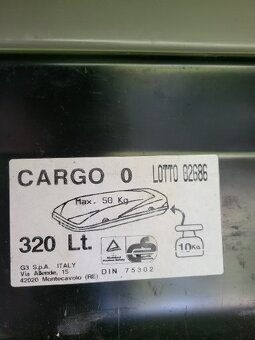 CARGO 0 LOTTO 02686
Max. 50 Kg
320 Lt.
10Kg
G3 S.p.A. ITALY
Via Allende, 15
42020 Montecavolo (RE)
DIN 75302